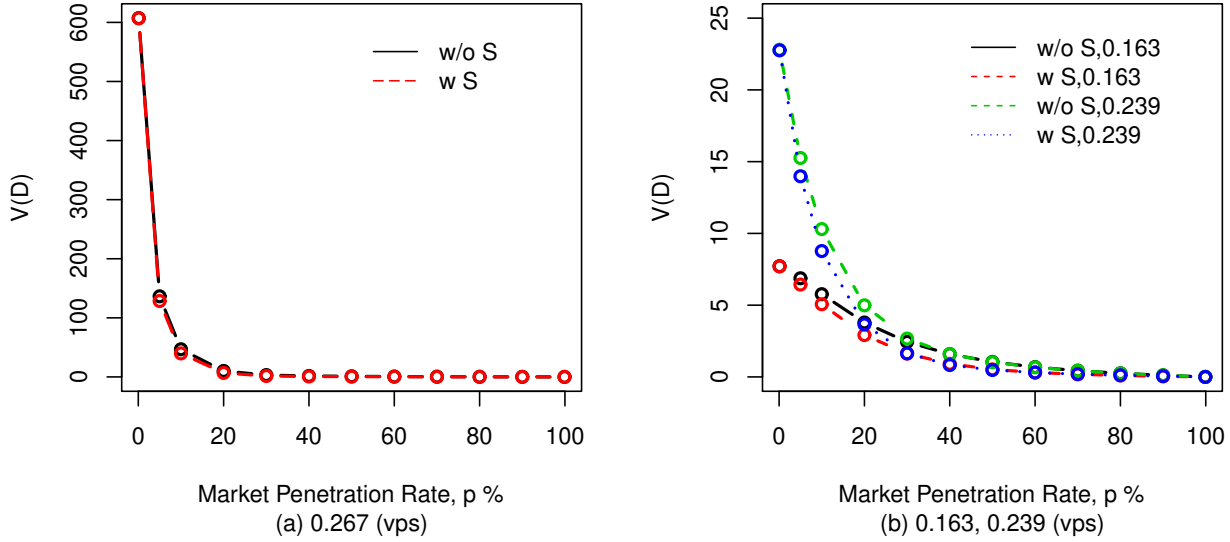 600
500
400
300
200
100
0
V(D)
w/o S
w S
0 20 40 60 80 100
Market Penetration Rate, p %
(a) 0.267 (vps)
25
20
15
10
5
0
V(D)
w/o S,0.163
w S,0.163
w/o S,0.239
w S,0.239
0 20 40 60 80 100
Market Penetration Rate, p %
(b) 0.163, 0.239 (vps)